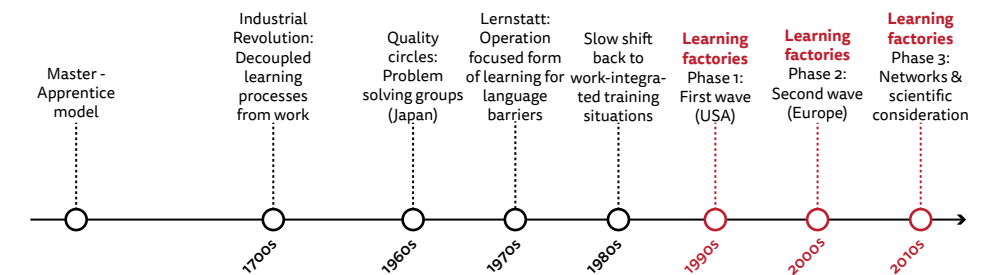 Master -
Apprentice
model
Industrial
Revolution:
Decoupled
learning
processes
from work
Quality
circles:
Problem
solving groups
(Japan)
Lernstatt:
Operation
focused form
of learning for
language
barriers
Slow shift
back to
work-integra-
ted training
situations
Learning
factories
Phase 1:
First wave
(USA)
Learning
factories
Phase 2:
Second wave
(Europe)
Learning
factories
Phase 3:
Networks &
scientific
consideration
1700s
1960s
1970s
1980s
1990s
2000s
2010s